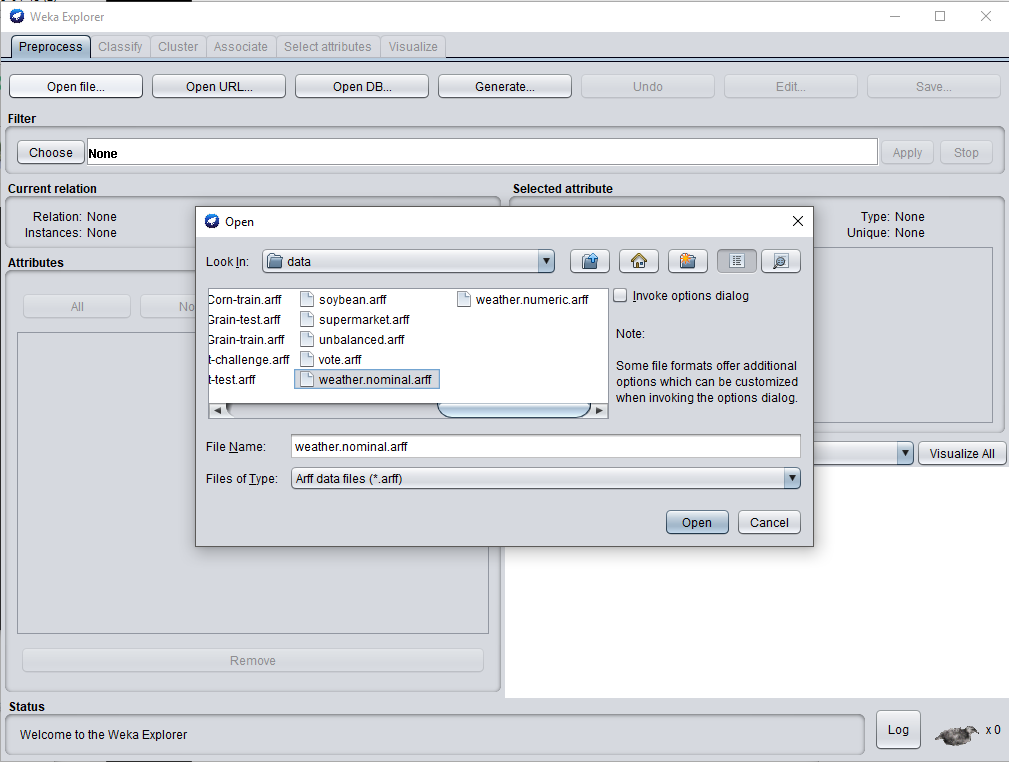 Weka Explorer
Preprocess Classify Cluster Associate Select attributes Visualize
Open file... Open URL... Open DB... Generate... Undo Edit... Save...
Filter
Choose None Apply Stop
Current relation
Relation: None
Instances: None
Selected attribute
Type: None
Unique: None
Attributes
All No
Remove
Visualize All
Open
Look In: data
Corn-train.arff
Grain-test.arff
Grain-train.arff
t-challenge.arff
t-test.arff
soybean.arff
supermarket.arff
unbalanced.arff
vote.arff
weather.nominal.arff
weather.numeric.arff
Invoke options dialog
Note:
Some file formats offer additional
options which can be customized
when invoking the options dialog.
File Name: weather.nominal.arff
Files of Type: Arff data files (*.arff)
Open Cancel
Status
Welcome to the Weka Explorer
Log x 0